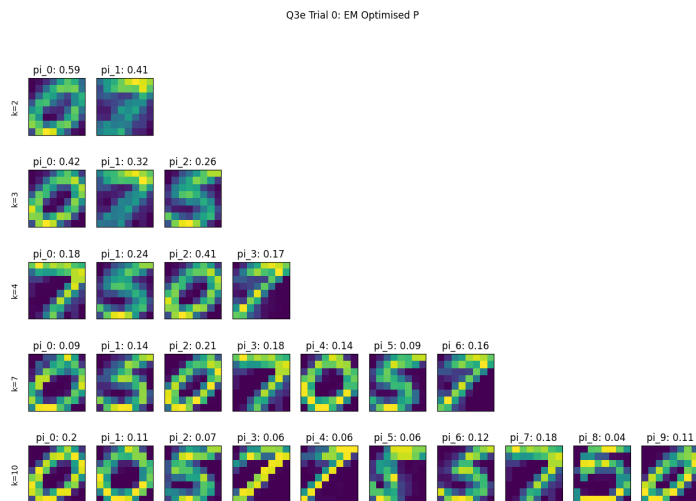 Q3e Trial 0: EM Optimised P
pi_0: 0.59 pi_1: 0.41
k=2
pi_0: 0.42 pi_1: 0.32 pi_2: 0.26
k=3
pi_0: 0.18 pi_1: 0.24 pi_2: 0.41 pi_3: 0.17
k=4
pi_0: 0.09 pi_1: 0.14 pi_2: 0.21 pi_3: 0.18 pi_4: 0.14 pi_5: 0.09 pi_6: 0.16
k=7
pi_0: 0.2 pi_1: 0.11 pi_2: 0.07 pi_3: 0.06 pi_4: 0.06 pi_5: 0.06 pi_6: 0.12 pi_7: 0.18 pi_8: 0.04 pi_9: 0.11
k=10